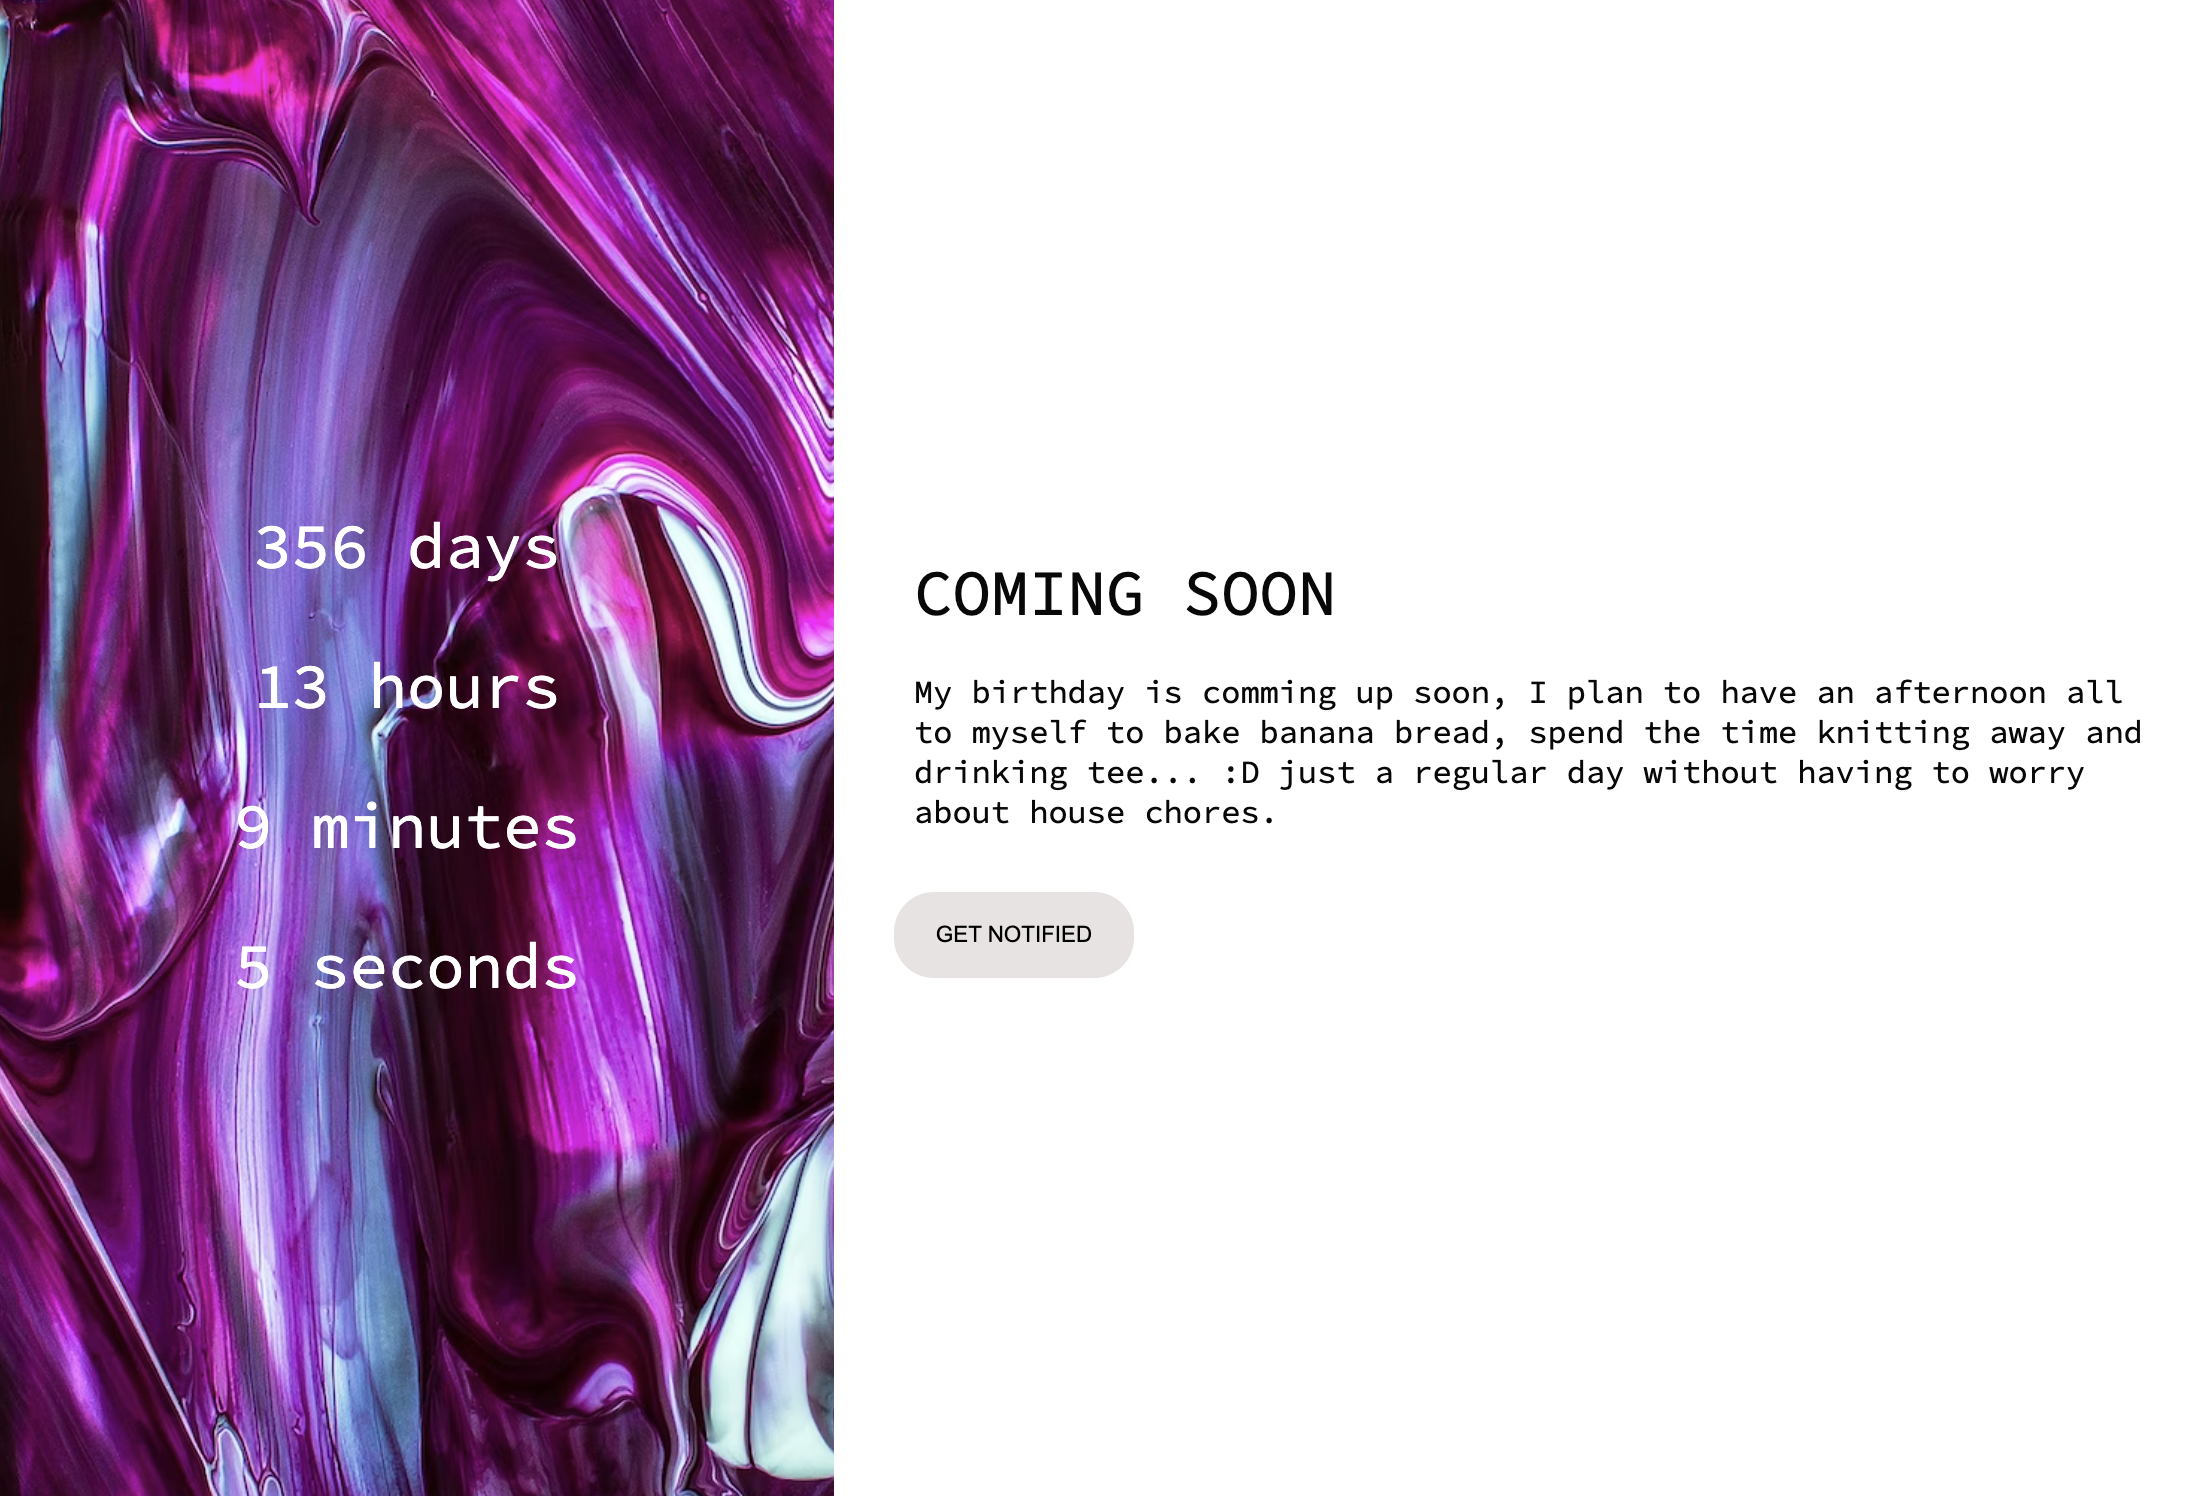 356 days
13 hours
9 minutes
5 seconds
COMING SOON
My birthday is comming up soon, I plan to have an afternoon all
to myself to bake banana bread, spend the time knitting away and
drinking tee... :D just a regular day without having to worry
about house chores.
GET NOTIFIED